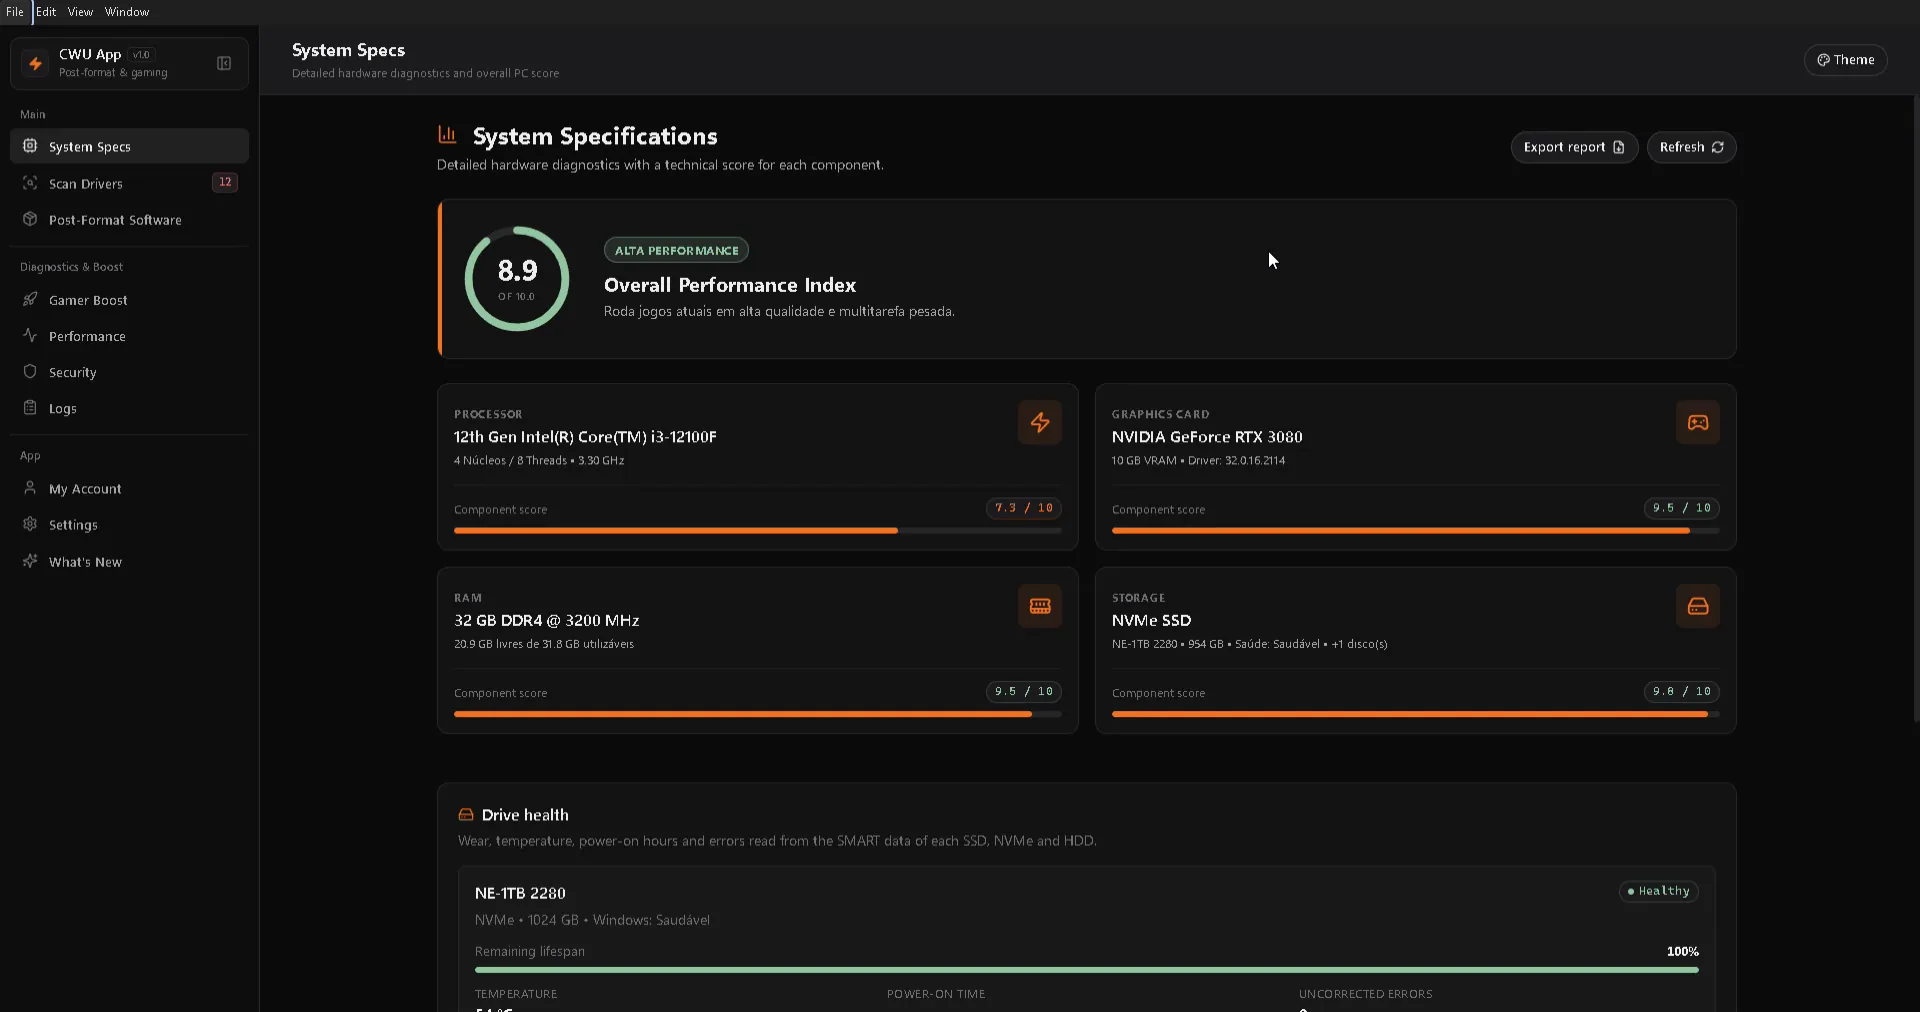 File Edit View Window
CWU App v1.0
Post-format & gaming
Main
System Specs
Scan Drivers 12
Post-Format Software
Diagnostics & Boost
Gamer Boost
Performance
Security
Logs
App
My Account
Settings
What's New
System Specs
Detailed hardware diagnostics and overall PC score
Theme
System Specifications
Detailed hardware diagnostics with a technical score for each component.
Export report
Refresh
8.9
OF 10.0
ALTA PERFORMANCE
Overall Performance Index
Roda jogos atuais em alta qualidade e multitarefa pesada.
PROCESSOR
12th Gen Intel(R) Core(TM) i3-12100F
4 Núcleos / 8 Threads • 3.30 GHz
Component score 7.3 / 10
GRAPHICS CARD
NVIDIA GeForce RTX 3080
10 GB VRAM • Driver: 32.0.16.2114
Component score 9.5 / 10
RAM
32 GB DDR4 @ 3200 MHz
20.9 GB livres de 31.8 GB utilizáveis
Component score 9.5 / 10
STORAGE
NVMe SSD
NE-1TB 2280 • 954 GB • Saúde: Saudável • +1 disco(s)
Component score 9.8 / 10
Drive health
Wear, temperature, power-on hours and errors read from the SMART data of each SSD, NVMe and HDD.
NE-1TB 2280
Healthy
NVMe • 1024 GB • Windows: Saudável
Remaining lifespan 100%
TEMPERATURE POWER-ON TIME UNCORRECTED ERRORS